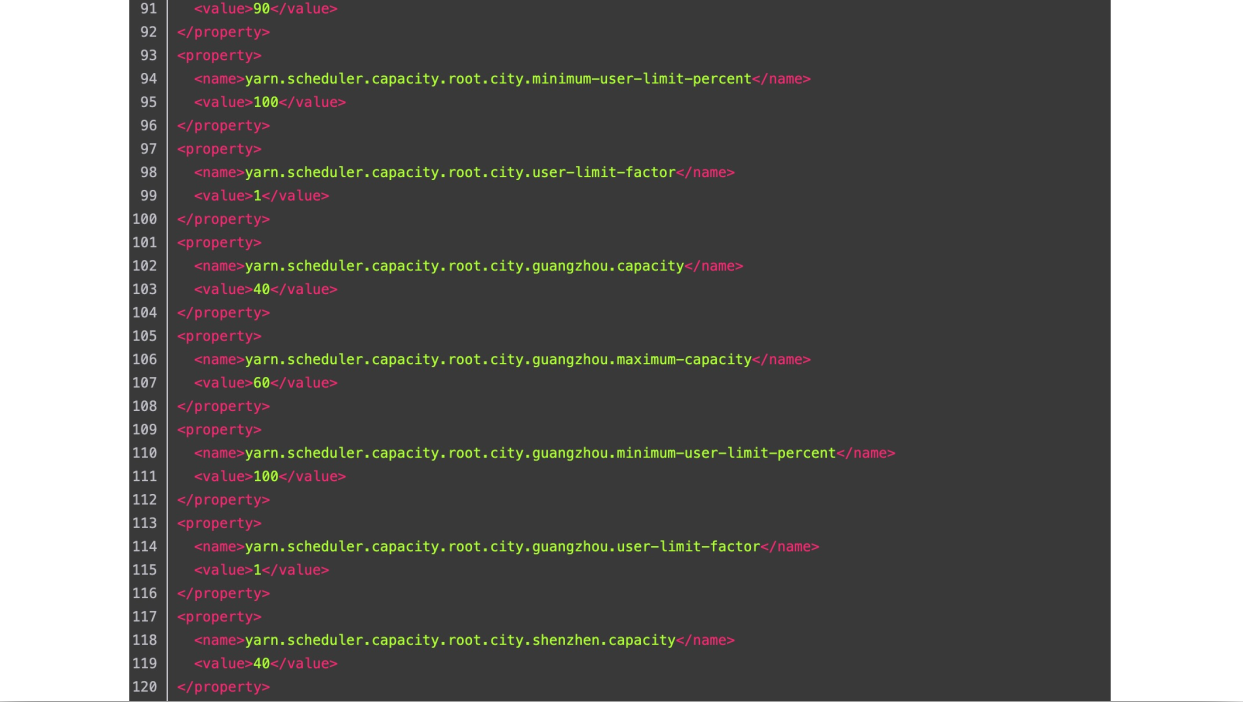 91 <value>90</value>
92 </property>
93 <property>
94 <name>yarn.scheduler.capacity.root.city.minimum-user-limit-percent</name>
95 <value>100</value>
96 </property>
97 <property>
98 <name>yarn.scheduler.capacity.root.city.user-limit-factor</name>
99 <value>1</value>
100 </property>
101 <property>
102 <name>yarn.scheduler.capacity.root.city.guangzhou.capacity</name>
103 <value>40</value>
104 </property>
105 <property>
106 <name>yarn.scheduler.capacity.root.city.guangzhou.maximum-capacity</name>
107 <value>60</value>
108 </property>
109 <property>
110 <name>yarn.scheduler.capacity.root.city.guangzhou.minimum-user-limit-percent</name>
111 <value>100</value>
112 </property>
113 <property>
114 <name>yarn.scheduler.capacity.root.city.guangzhou.user-limit-factor</name>
115 <value>1</value>
116 </property>
117 <property>
118 <name>yarn.scheduler.capacity.root.city.shenzhen.capacity</name>
119 <value>40</value>
120 </property>